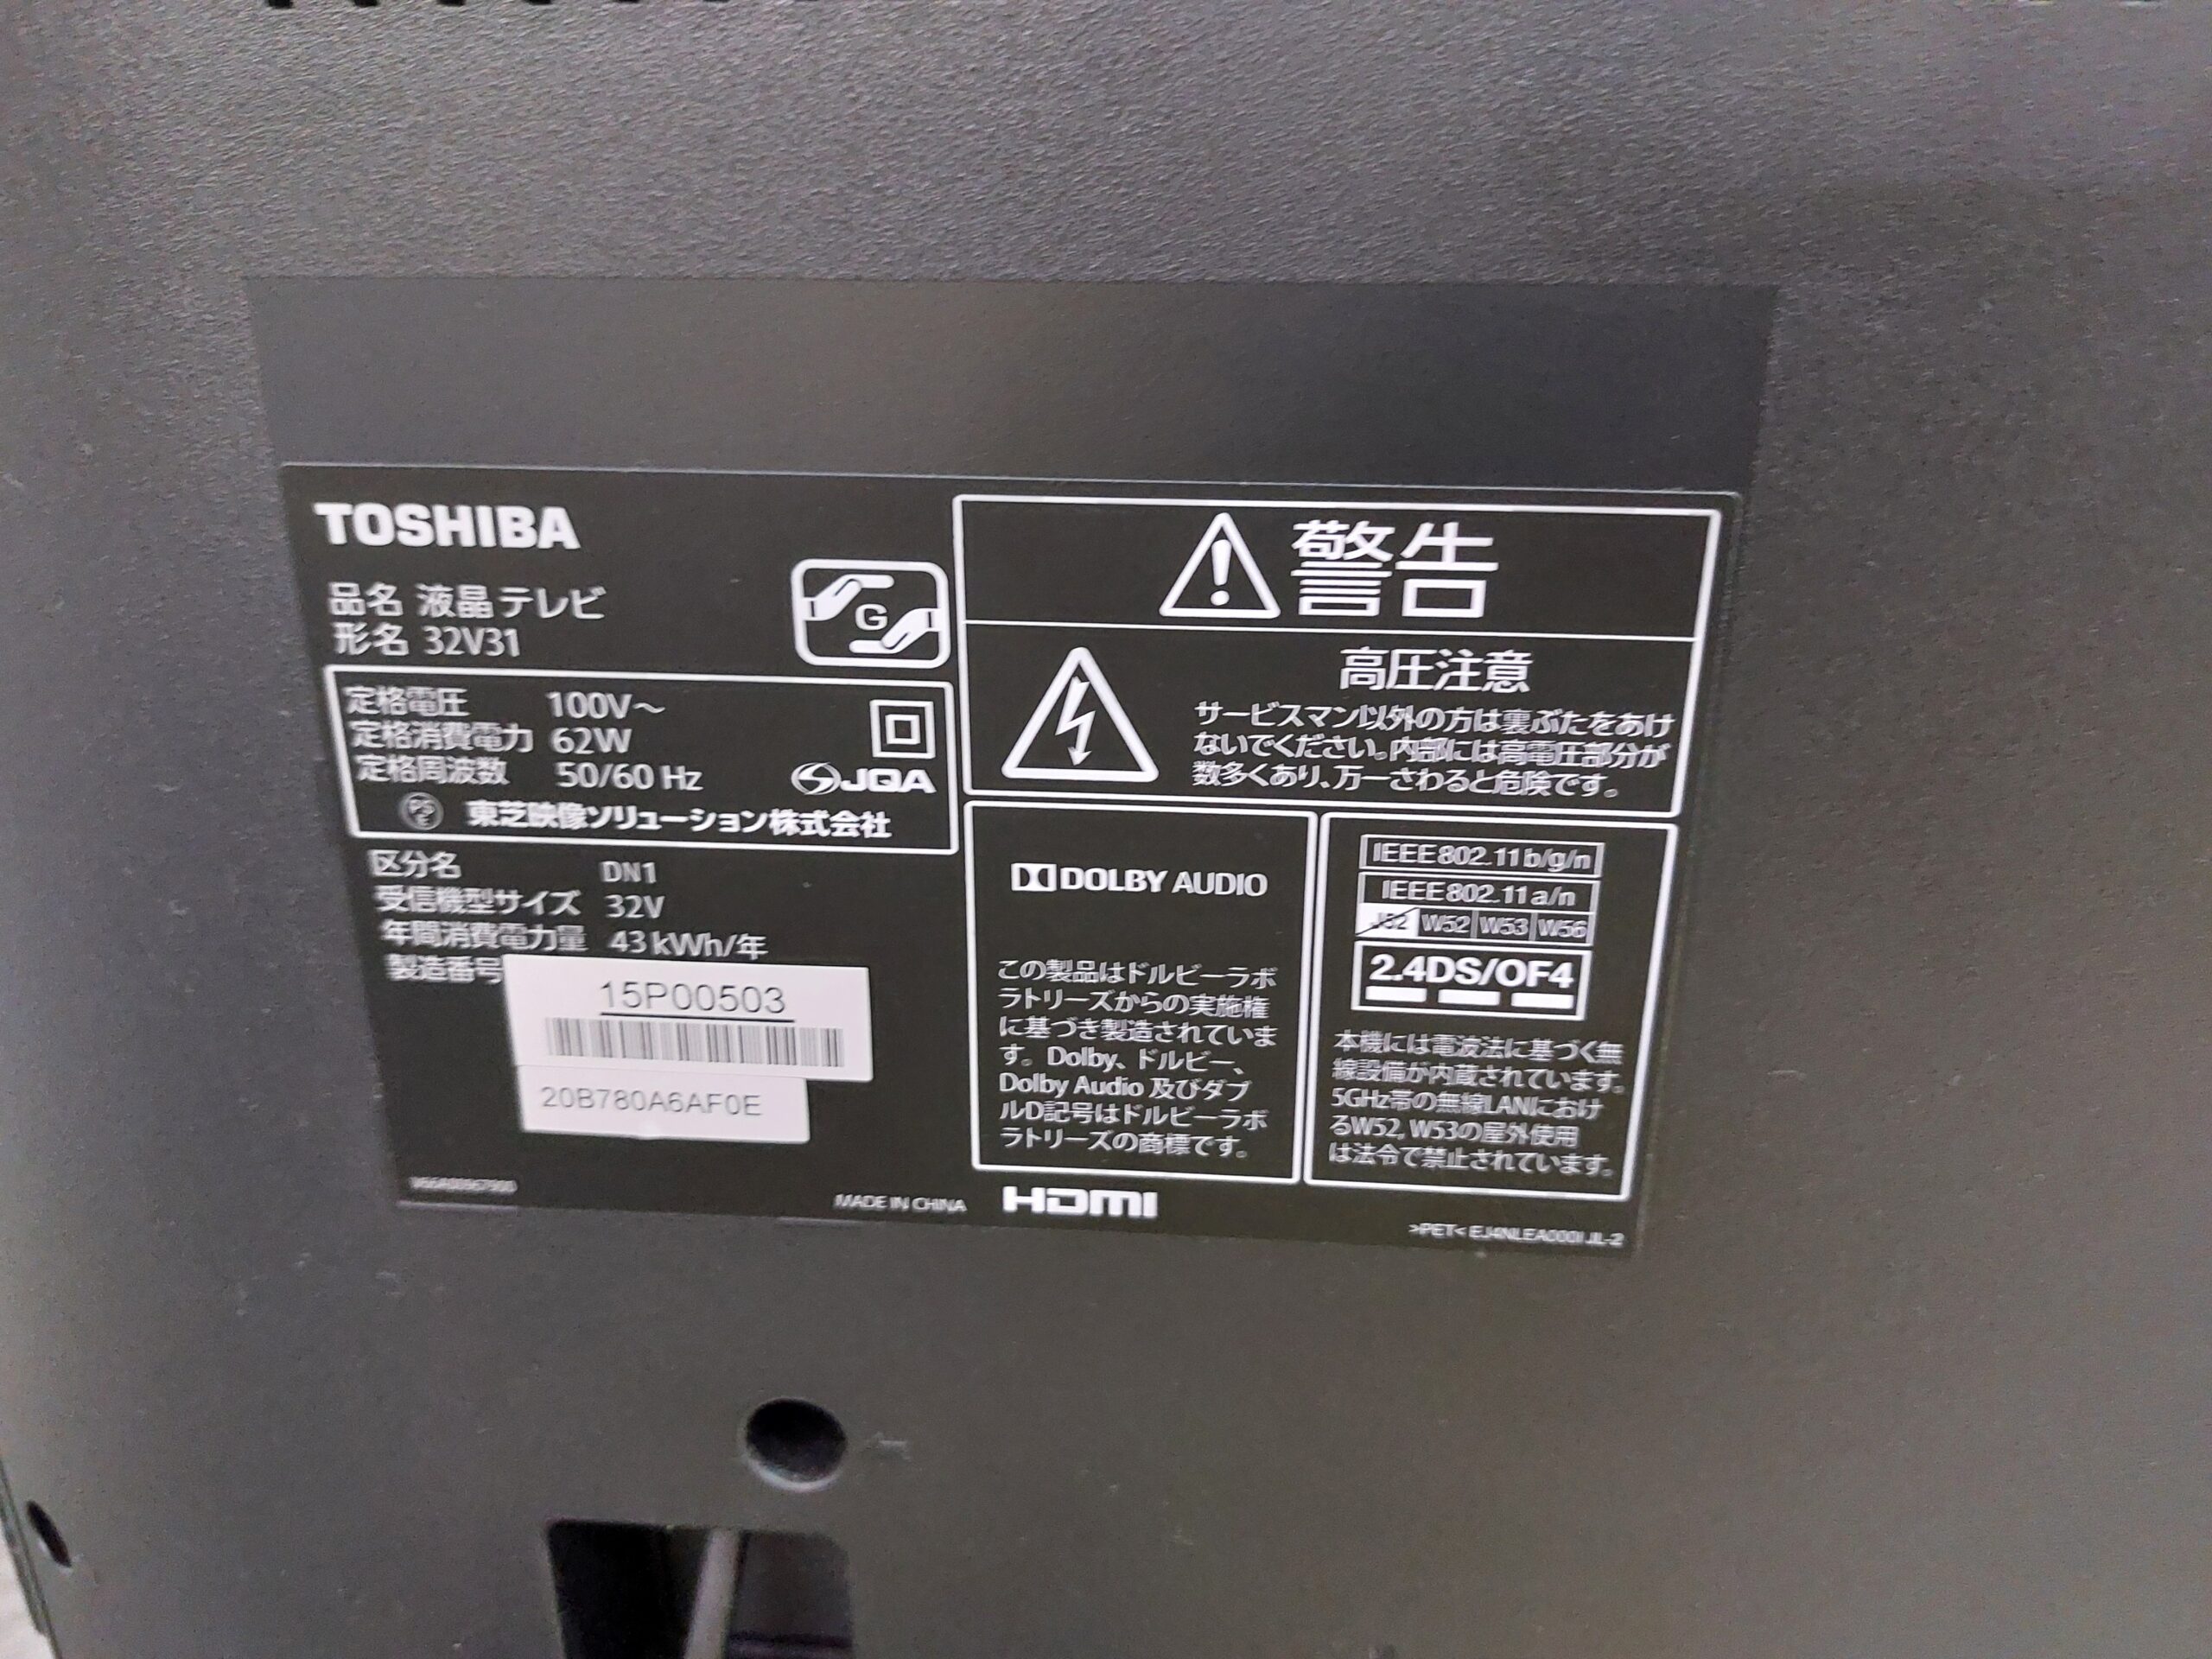 TOSHIBA
品名 液晶テレビ
形名 32V31
G
定格電圧 100V～
定格消費電力 62W
定格周波数 50/60 Hz
JQA
PS
E
東芝映像ソリューション株式会社
区分名 DN1
受信機型サイズ 32V
年間消費電力量 43kWh/年
製造番号
15P00503
20B780A6AF0E
MADE IN CHINA
HDMI
警告
高圧注意
サービスマン以外の方は裏ぶたをあけ
ないでください。内部には高電圧部分が
数多くあり、万一さわると危険です。
DOLBY AUDIO
この製品はドルビーラボ
ラトリーズからの実施権
に基づき製造されていま
す。Dolby、ドルビー、
Dolby Audio 及びダブ
ルD記号はドルビーラボ
ラトリーズの商標です。
IEEE802.11b/g/n
IEEE802.11a/n
J52 W52 W53 W56
2.4DS/OF4
本機には電波法に基づく無
線設備が内蔵されています。
5GHz帯の無線LANにおけ
るW52, W53の屋外使用
は法令で禁止されています。
>PET<